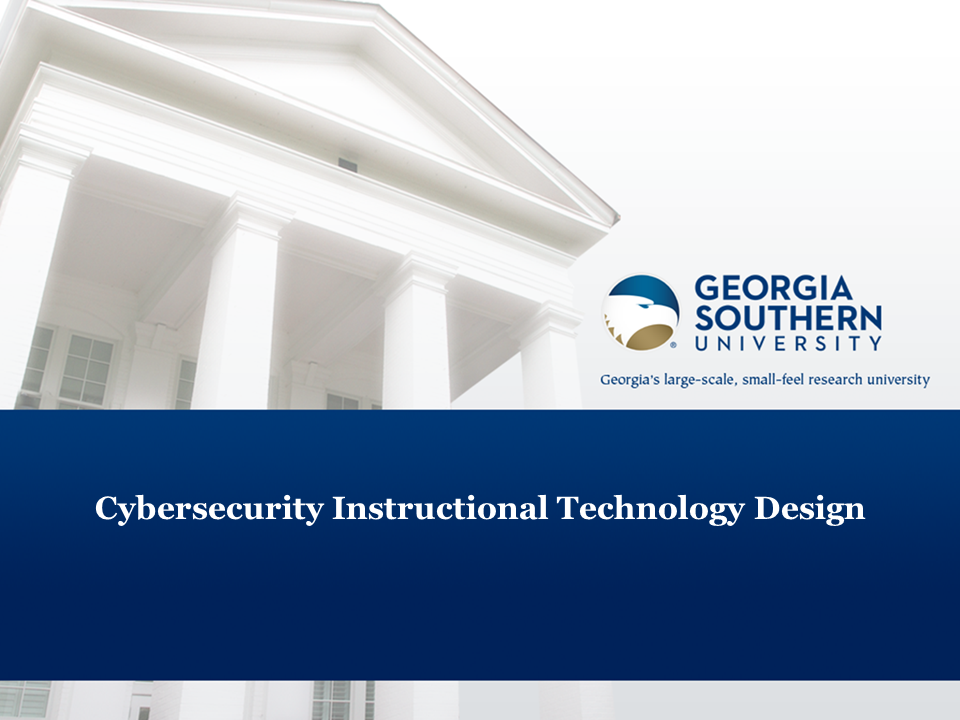 GEORGIA
SOUTHERN
UNIVERSITY
®
Georgia's large-scale, small-feel research university
Cybersecurity Instructional Technology Design